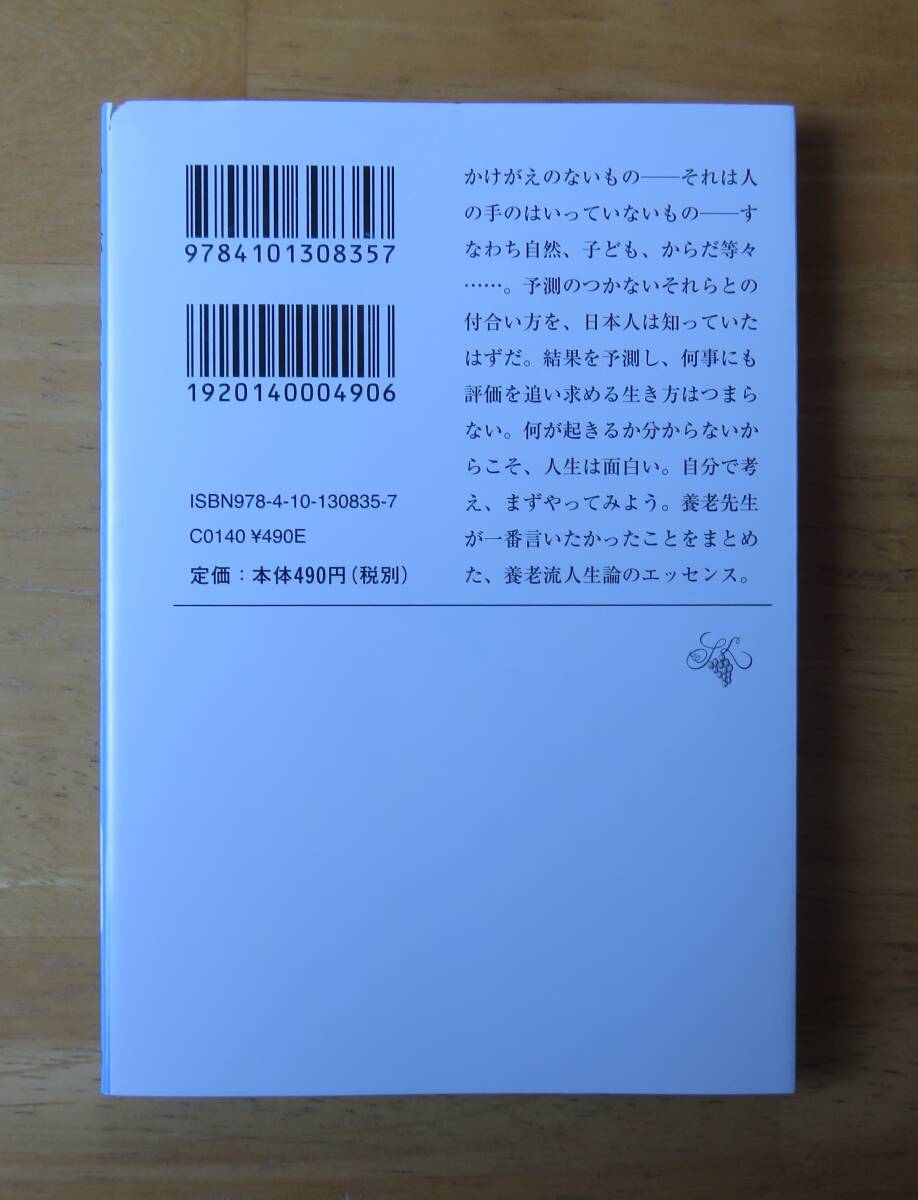 9784101308357
1920140004906
ISBN978-4-10-130835-7
C0140 ¥490E
定価：本体490円（税別）
かけがえのないもの――それは人
の手のはいっていないもの――す
なわち自然、子ども、からだ等々
……。予測のつかないそれらとの
付合い方を、日本人は知っていた
はずだ。結果を予測し、何事にも
評価を追い求める生き方はつまら
ない。何が起きるか分からないか
らこそ、人生は面白い。自分で考
え、まずやってみよう。養老先生
が一番言いたかったことをまとめ
た、養老流人生論のエッセンス。